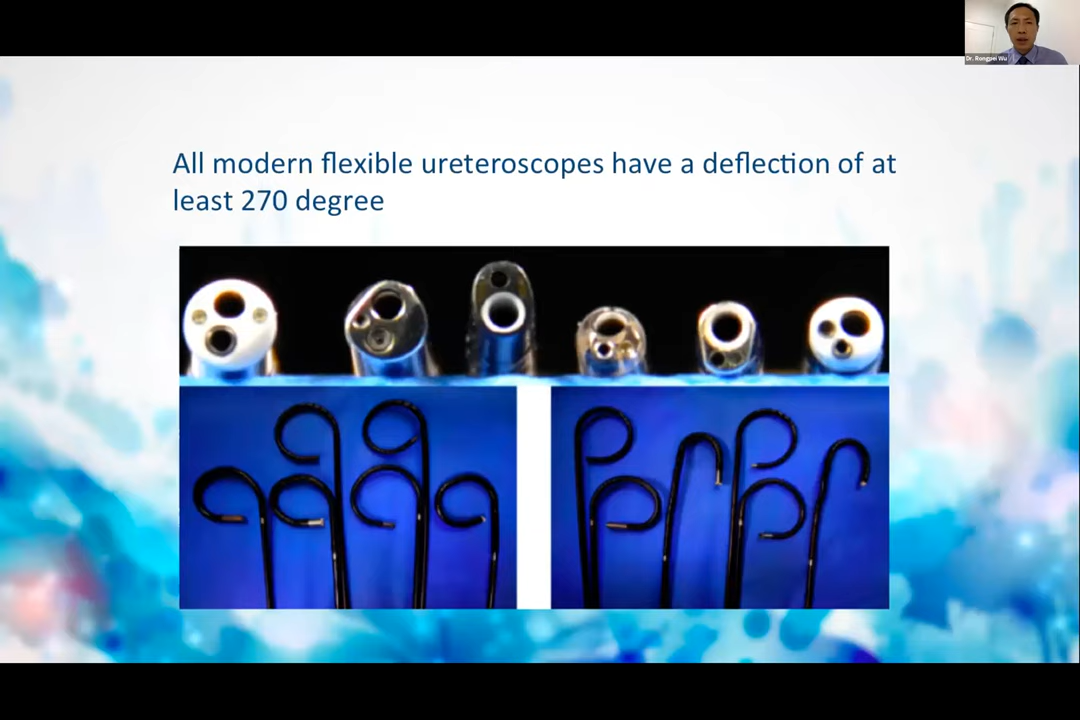 Dr. Rongpei Wu
All modern flexible ureteroscopes have a deflection of at
least 270 degree